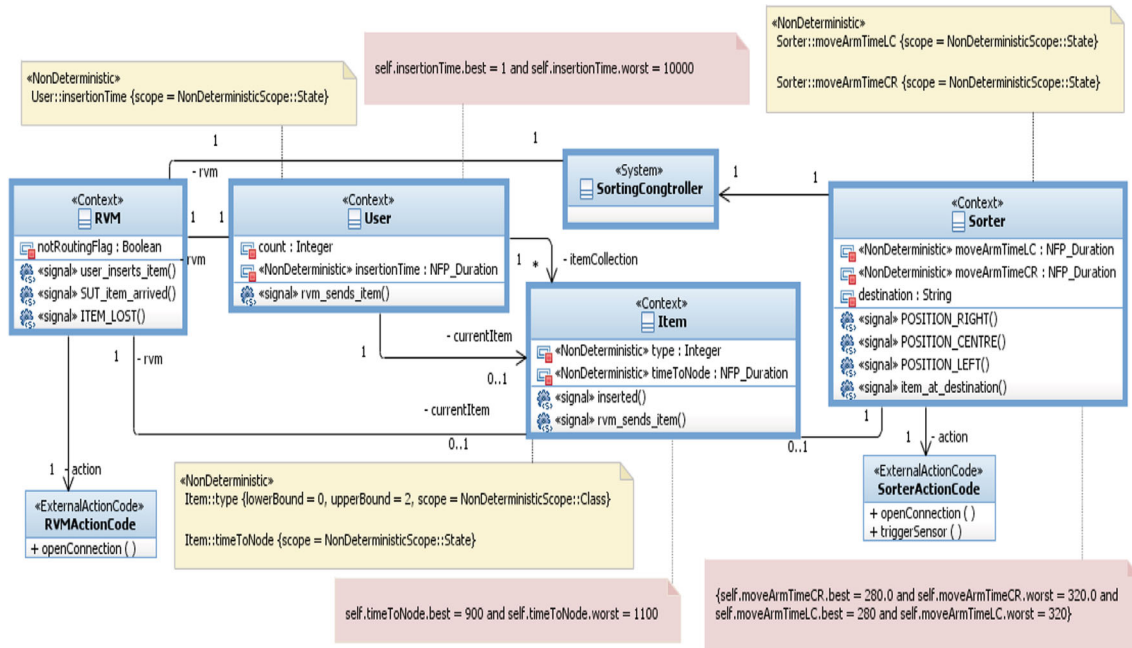 «NonDeterministic»
User::insertionTime {scope = NonDeterministicScope::State}
self.insertionTime.best = 1 and self.insertionTime.worst = 10000
«NonDeterministic»
Sorter::moveArmTimeLC {scope = NonDeterministicScope::State}
Sorter::moveArmTimeCR {scope = NonDeterministicScope::State}
1
1
- rvm
«System»
SortingCongtroller
1
1
«Context»
RVM
notRoutingFlag : Boolean
«signal» user_inserts_item()
«signal» SUT_item_arrived()
«signal» ITEM_LOST()
1
1
- rvm
«Context»
User
count : Integer
«NonDeterministic» insertionTime : NFP_Duration
«signal» rvm_sends_item()
1
*
- itemCollection
«Context»
Sorter
«NonDeterministic» moveArmTimeLC : NFP_Duration
«NonDeterministic» moveArmTimeCR : NFP_Duration
destination : String
«signal» POSITION_RIGHT()
«signal» POSITION_CENTRE()
«signal» POSITION_LEFT()
«signal» item_at_destination()
«Context»
Item
«NonDeterministic» type : Integer
«NonDeterministic» timeToNode : NFP_Duration
«signal» inserted()
«signal» rvm_sends_item()
- currentItem
1
0..1
1
- rvm
- currentItem
0..1
0..1
1
1
- action
1
- action
«ExternalActionCode»
RVMActionCode
+ openConnection ( )
«ExternalActionCode»
SorterActionCode
+ openConnection ( )
+ triggerSensor ( )
«NonDeterministic»
Item::type {lowerBound = 0, upperBound = 2, scope = NonDeterministicScope::Class}
Item::timeToNode {scope = NonDeterministicScope::State}
self.timeToNode.best = 900 and self.timeToNode.worst = 1100
{self.moveArmTimeCR.best = 280.0 and self.moveArmTimeCR.worst = 320.0 and
self.moveArmTimeLC.best = 280 and self.moveArmTimeLC.worst = 320}